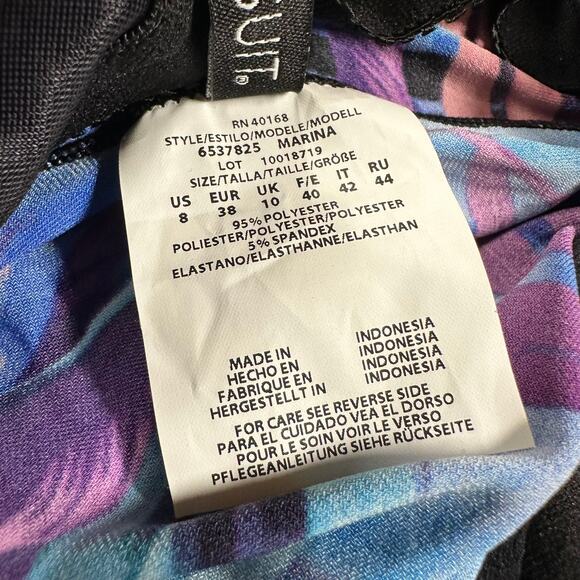 SUIT®
RN 40168
STYLE/ESTILO/MODELE/MODELL
6537825 MARINA
LOT 10018719
SIZE/TALLA/TAILLE/GRÖßE
US EUR UK F/E IT RU
8 38 10 40 42 44
95% POLYESTER
POLIESTER/POLYESTER/POLYESTER
5% SPANDEX
ELASTANO/ELASTHANNE/ELASTHAN
MADE IN INDONESIA
HECHO EN INDONESIA
FABRIQUE EN INDONESIA
HERGESTELLT IN INDONESIA
FOR CARE SEE REVERSE SIDE
PARA EL CUIDADO VEA EL DORSO
POUR LE SOIN VOIR LE VERSO
PFLEGEANLEITUNG SIEHE RÜCKSEITE